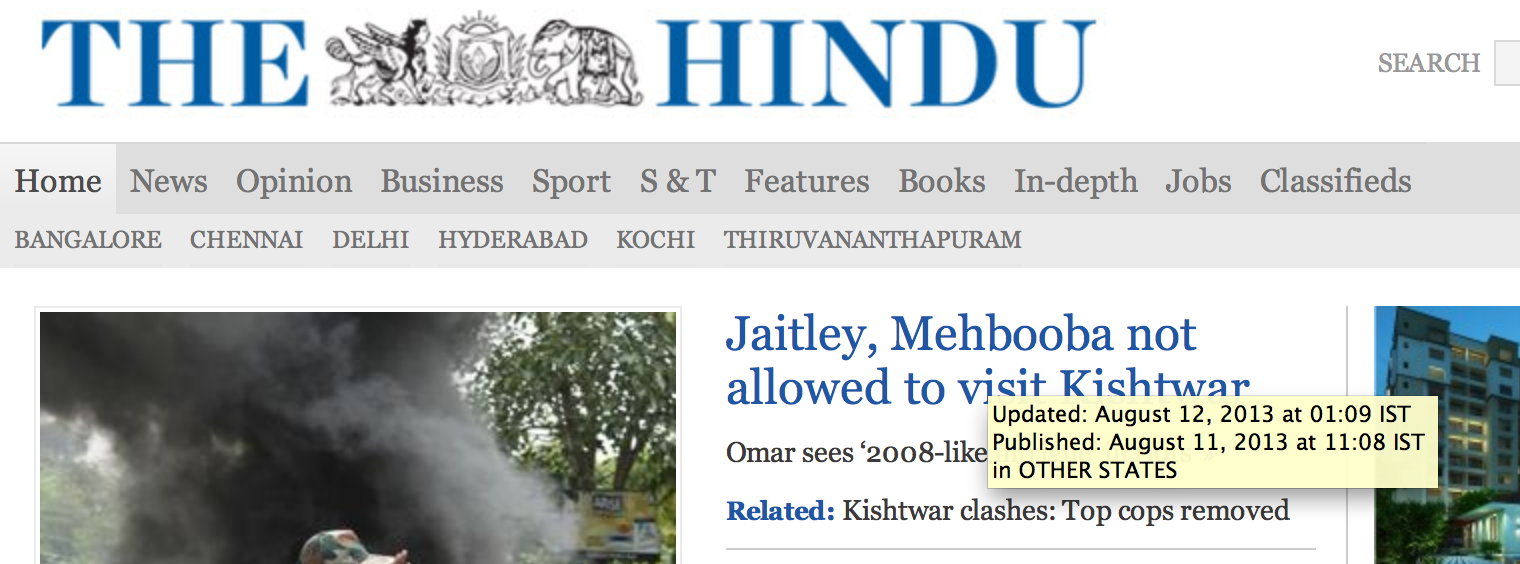 THE HINDU
SEARCH
Home News Opinion Business Sport S & T Features Books In-depth Jobs Classifieds
BANGALORE CHENNAI DELHI HYDERABAD KOCHI THIRUVANANTHAPURAM
Jaitley, Mehbooba not
allowed to visit Kishtwar
Updated: August 12, 2013 at 01:09 IST
Published: August 11, 2013 at 11:08 IST
in OTHER STATES
Omar sees ‘2008-like
Related: Kishtwar clashes: Top cops removed